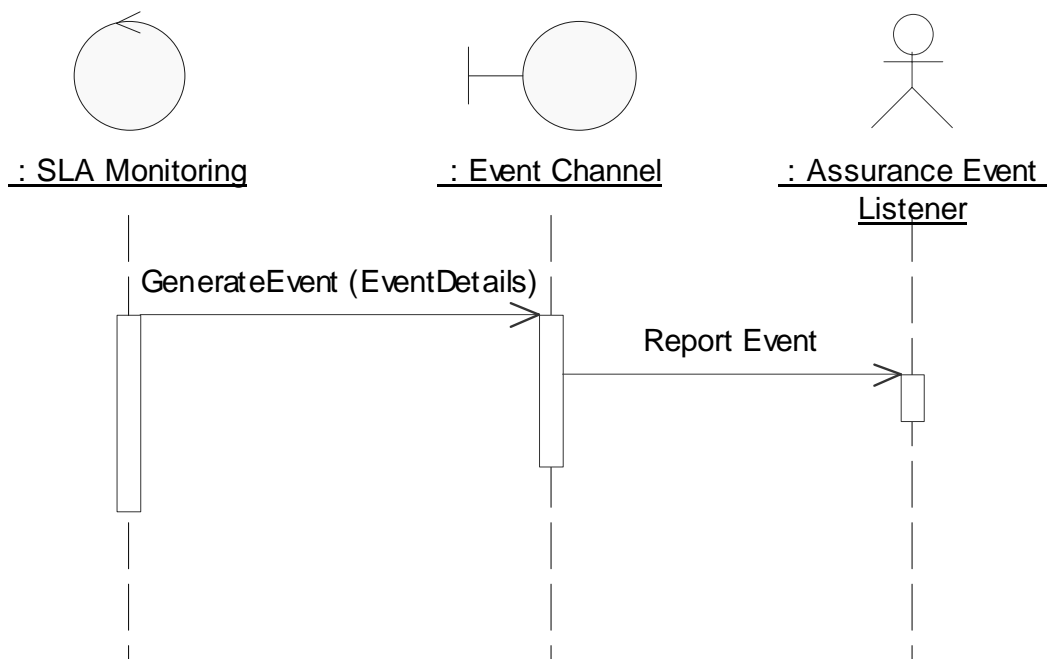 : SLA Monitoring
: Event Channel
: Assurance Event
Listener
GenerateEvent (EventDetails)
Report Event